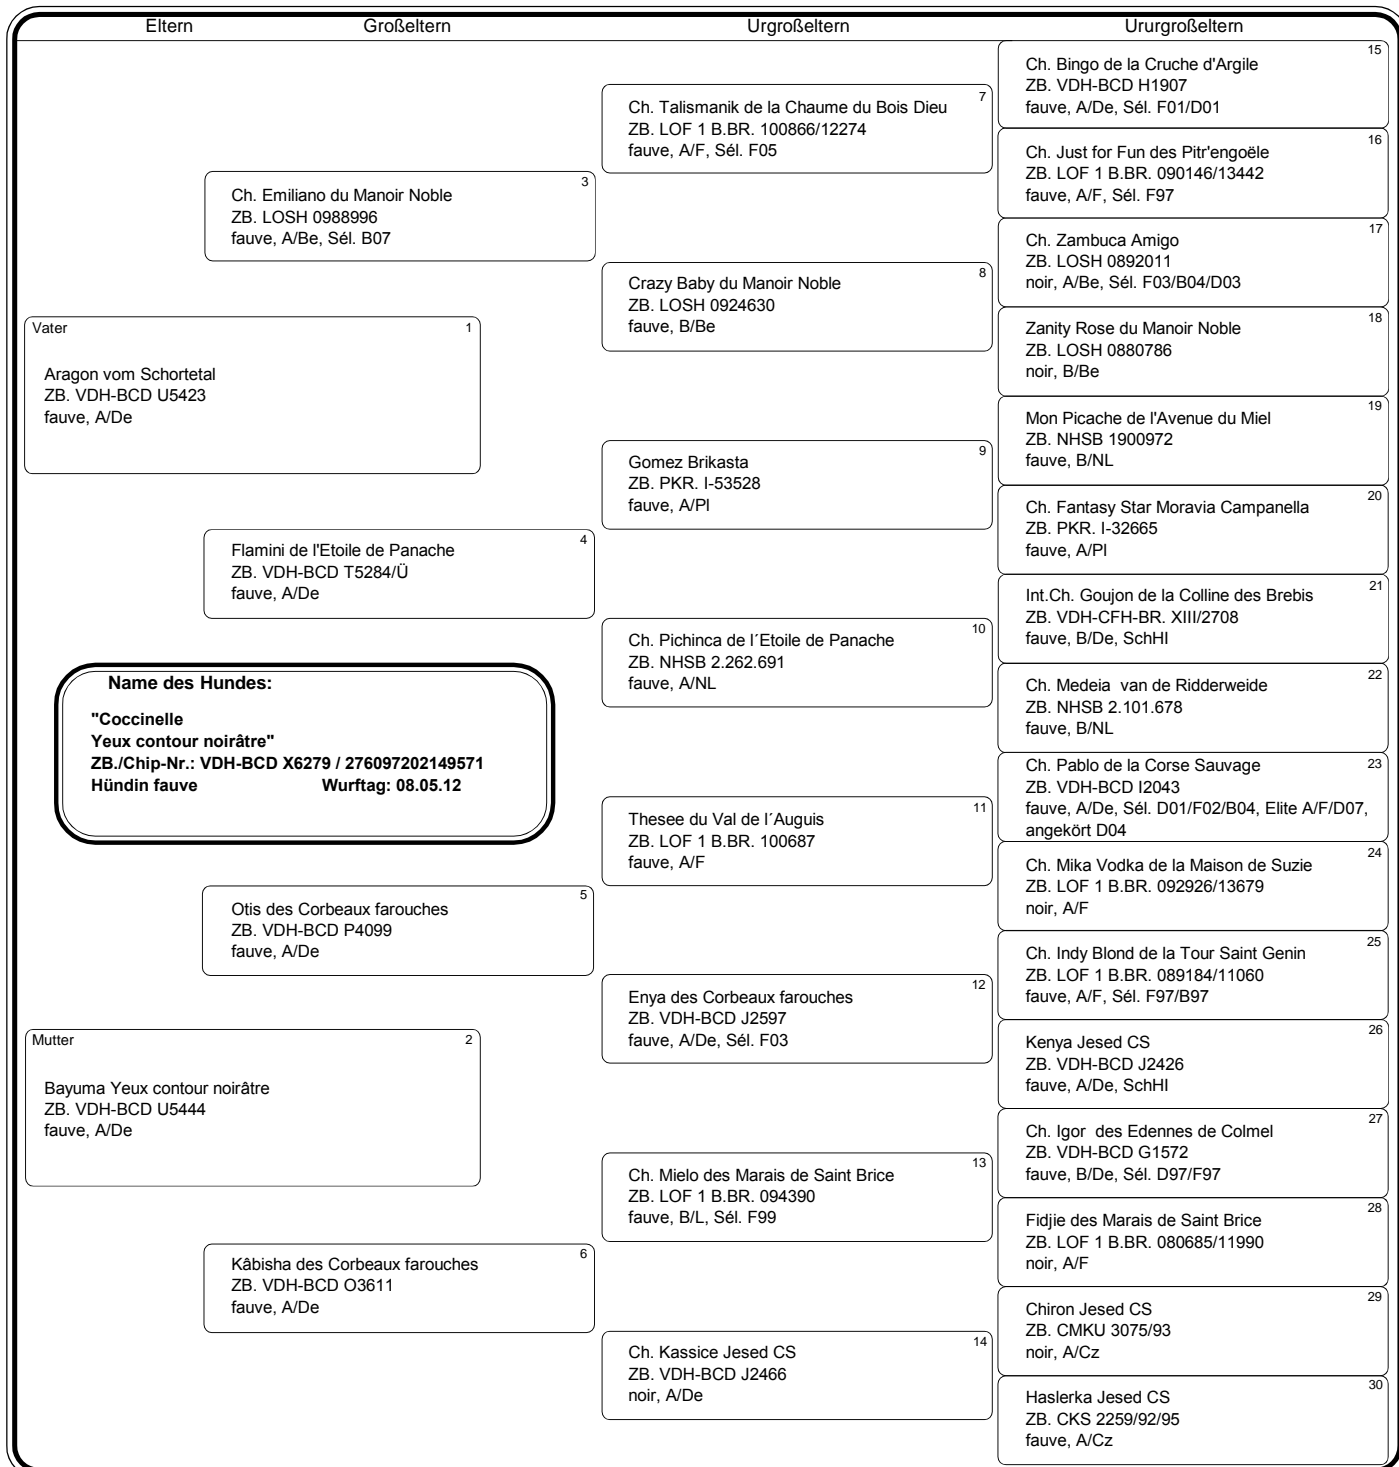 Eltern Großeltern Urgroßeltern Ururgroßeltern
Vater 1
Aragon vom Schortetal
ZB. VDH-BCD U5423
fauve, A/De
Mutter 2
Bayuma Yeux contour noirâtre
ZB. VDH-BCD U5444
fauve, A/De
Name des Hundes:
"Coccinelle
Yeux contour noirâtre"
ZB./Chip-Nr.: VDH-BCD X6279 / 276097202149571
Hündin fauve Wurftag: 08.05.12
3
Ch. Emiliano du Manoir Noble
ZB. LOSH 0988996
fauve, A/Be, Sél. B07
4
Flamini de l'Etoile de Panache
ZB. VDH-BCD T5284/Ü
fauve, A/De
5
Otis des Corbeaux farouches
ZB. VDH-BCD P4099
fauve, A/De
6
Kâbisha des Corbeaux farouches
ZB. VDH-BCD O3611
fauve, A/De
7
Ch. Talismanik de la Chaume du Bois Dieu
ZB. LOF 1 B.BR. 100866/12274
fauve, A/F, Sél. F05
8
Crazy Baby du Manoir Noble
ZB. LOSH 0924630
fauve, B/Be
9
Gomez Brikasta
ZB. PKR. I-53528
fauve, A/Pl
10
Ch. Pichinca de l´Etoile de Panache
ZB. NHSB 2.262.691
fauve, A/NL
11
Thesee du Val de l´Auguis
ZB. LOF 1 B.BR. 100687
fauve, A/F
12
Enya des Corbeaux farouches
ZB. VDH-BCD J2597
fauve, A/De, Sél. F03
13
Ch. Mielo des Marais de Saint Brice
ZB. LOF 1 B.BR. 094390
fauve, B/L, Sél. F99
14
Ch. Kassice Jesed CS
ZB. VDH-BCD J2466
noir, A/De
15
Ch. Bingo de la Cruche d'Argile
ZB. VDH-BCD H1907
fauve, A/De, Sél. F01/D01
16
Ch. Just for Fun des Pitr'engoële
ZB. LOF 1 B.BR. 090146/13442
fauve, A/F, Sél. F97
17
Ch. Zambuca Amigo
ZB. LOSH 0892011
noir, A/Be, Sél. F03/B04/D03
18
Zanity Rose du Manoir Noble
ZB. LOSH 0880786
noir, B/Be
19
Mon Picache de l'Avenue du Miel
ZB. NHSB 1900972
fauve, B/NL
20
Ch. Fantasy Star Moravia Campanella
ZB. PKR. I-32665
fauve, A/Pl
21
Int.Ch. Goujon de la Colline des Brebis
ZB. VDH-CFH-BR. XIII/2708
fauve, B/De, SchHI
22
Ch. Medeia van de Ridderweide
ZB. NHSB 2.101.678
fauve, B/NL
23
Ch. Pablo de la Corse Sauvage
ZB. VDH-BCD I2043
fauve, A/De, Sél. D01/F02/B04, Elite A/F/D07,
angekört D04
24
Ch. Mika Vodka de la Maison de Suzie
ZB. LOF 1 B.BR. 092926/13679
noir, A/F
25
Ch. Indy Blond de la Tour Saint Genin
ZB. LOF 1 B.BR. 089184/11060
fauve, A/F, Sél. F97/B97
26
Kenya Jesed CS
ZB. VDH-BCD J2426
fauve, A/De, SchHI
27
Ch. Igor des Edennes de Colmel
ZB. VDH-BCD G1572
fauve, B/De, Sél. D97/F97
28
Fidjie des Marais de Saint Brice
ZB. LOF 1 B.BR. 080685/11990
noir, A/F
29
Chiron Jesed CS
ZB. CMKU 3075/93
noir, A/Cz
30
Haslerka Jesed CS
ZB. CKS 2259/92/95
fauve, A/Cz